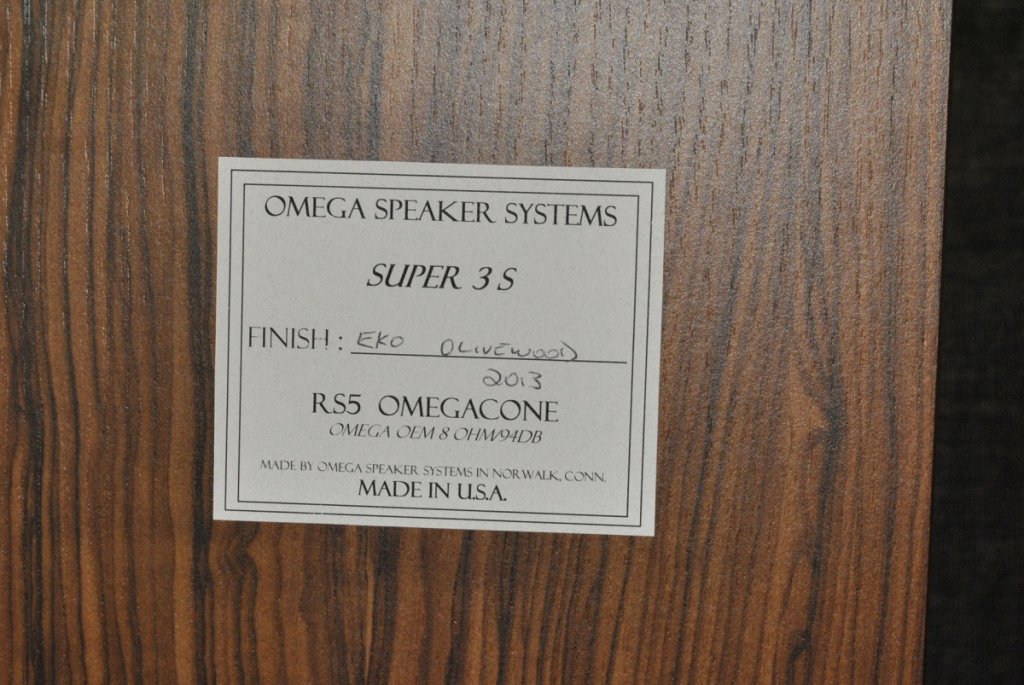 OMEGA SPEAKER SYSTEMS
SUPER 3 S
FINISH : EKO OLIVEWOOD
2013
RS5 OMEGACONE
OMEGA OEM 8 OHM/94DB
MADE BY OMEGA SPEAKER SYSTEMS IN NORWALK, CONN.
MADE IN U.S.A.